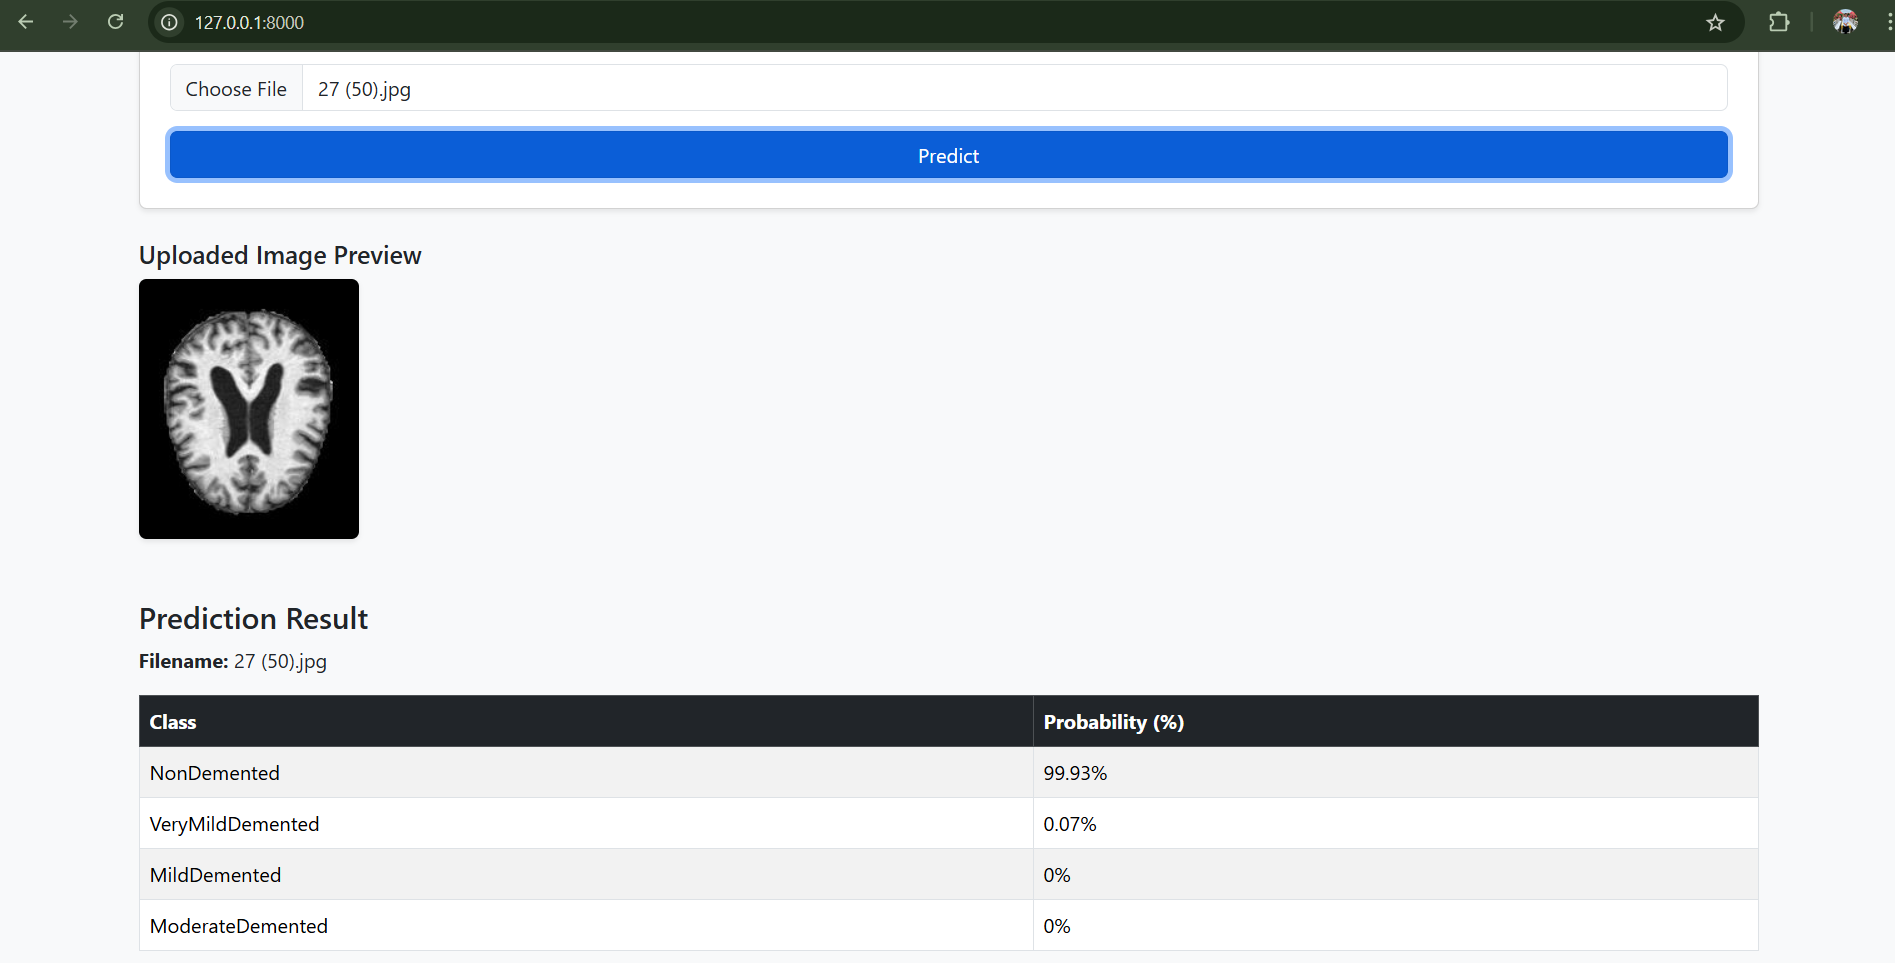 127.0.0.1:8000
Choose File 27 (50).jpg
Predict
Uploaded Image Preview
Prediction Result
Filename: 27 (50).jpg
Class Probability (%)
NonDemented 99.93%
VeryMildDemented 0.07%
MildDemented 0%
ModerateDemented 0%